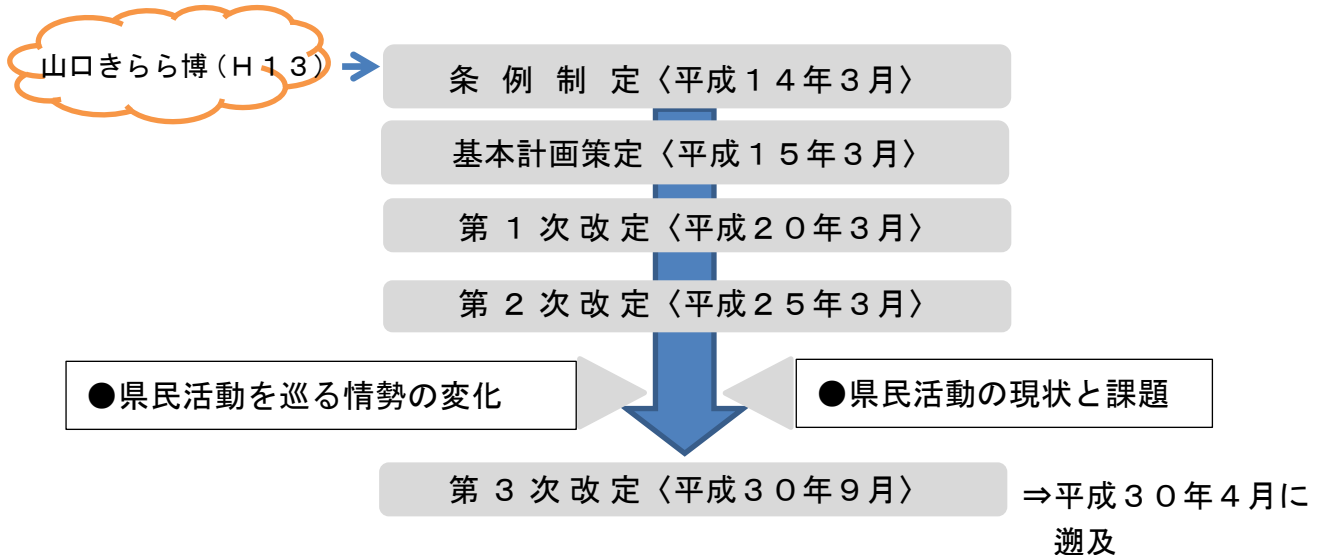 山口きらら博（Ｈ１３）
条例制定〈平成１４年３月〉
基本計画策定〈平成１５年３月〉
第１次改定〈平成２０年３月〉
第２次改定〈平成２５年３月〉
●県民活動を巡る情勢の変化
●県民活動の現状と課題
第３次改定〈平成３０年９月〉
⇒平成３０年４月に
遡及